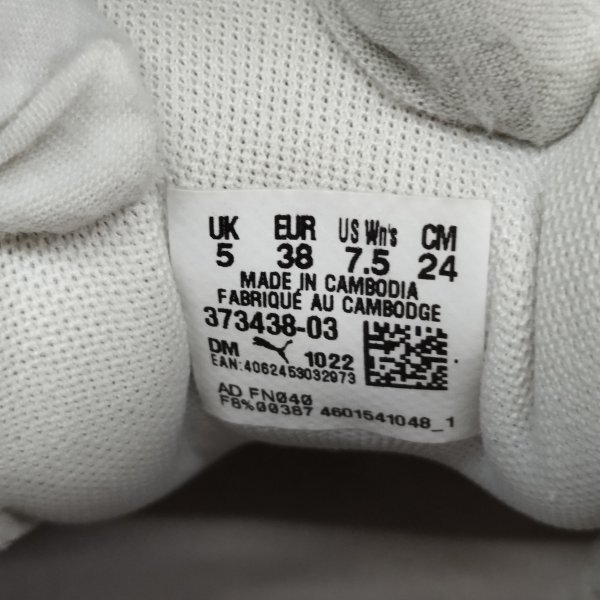 UK EUR US Wn's CM
5 38 7.5 24
MADE IN CAMBODIA
FABRIQUÉ AU CAMBODGE
373438-03
DM 1022
EAN:4062453032973
AD FN040
F8%00387 4601541048_1